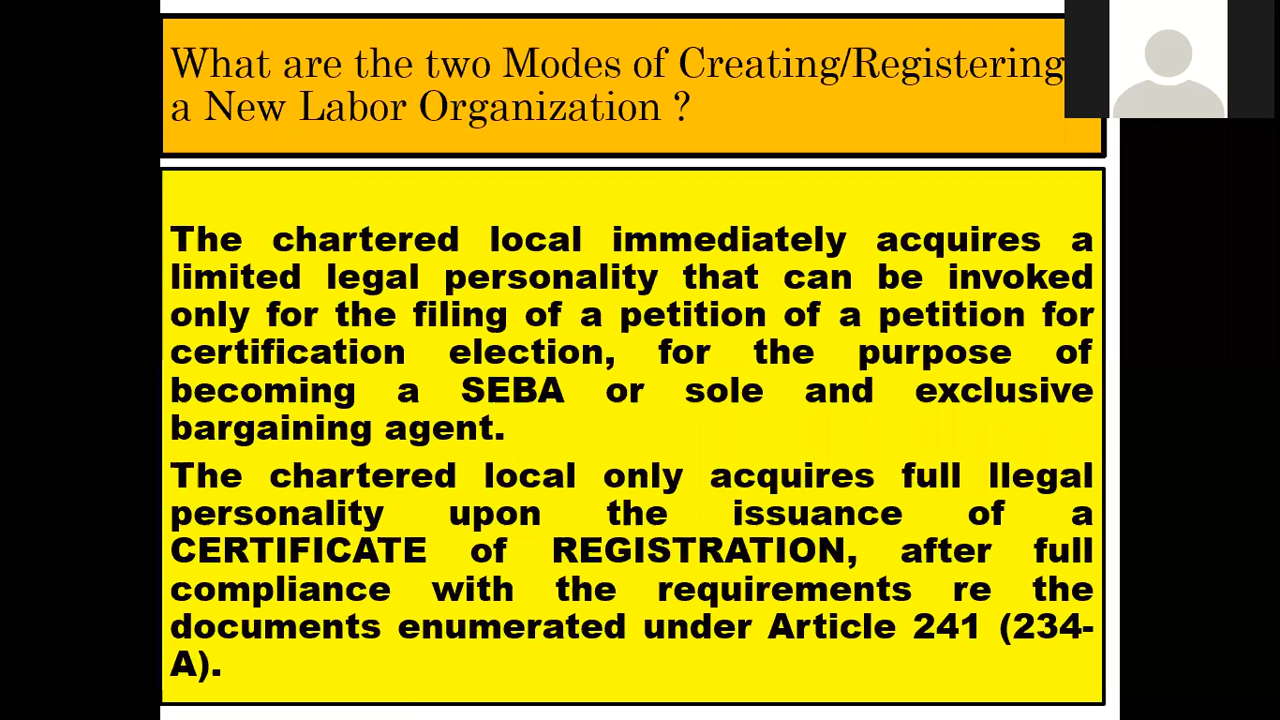 What are the two Modes of Creating/Registering
a New Labor Organization ?
The chartered local immediately acquires a
limited legal personality that can be invoked
only for the filing of a petition of a petition for
certification election, for the purpose of
becoming a SEBA or sole and exclusive
bargaining agent.
The chartered local only acquires full Llegal
personality upon the issuance of a
CERTIFICATE of REGISTRATION, after full
compliance with the requirements re the
documents enumerated under Article 241 (234-
A).